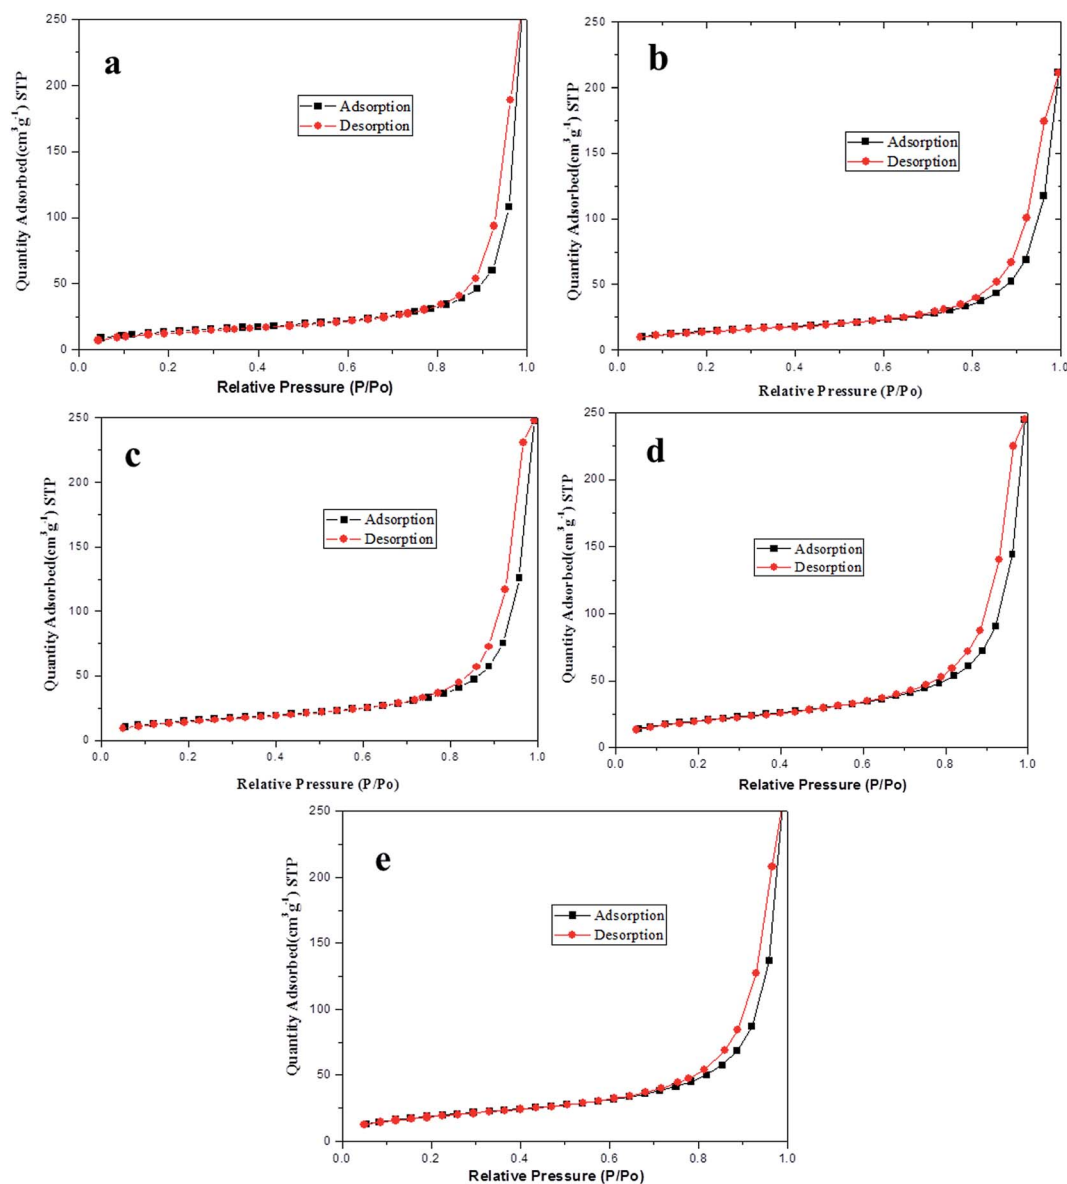 a
250
200
150
100
50
0
Quantity Adsorbed(cm³g⁻¹) STP
Adsorption
Desorption
0.0 0.2 0.4 0.6 0.8 1.0
Relative Pressure (P/Po)
b
250
200
150
100
50
0
Quantity Adsorbed(cm³g⁻¹) STP
Adsorption
Desorption
0.0 0.2 0.4 0.6 0.8 1.0
Relative Pressure (P/Po)
c
250
200
150
100
50
0
Quantity Adsorbed(cm³g⁻¹) STP
Adsorption
Desorption
0.0 0.2 0.4 0.6 0.8 1.0
Relative Pressure (P/Po)
d
250
200
150
100
50
0
Quantity Adsorbed(cm³g⁻¹) STP
Adsorption
Desorption
0.0 0.2 0.4 0.6 0.8 1.0
Relative Pressure (P/Po)
e
250
200
150
100
50
0
Quantity Adsorbed(cm³g⁻¹) STP
Adsorption
Desorption
0.0 0.2 0.4 0.6 0.8 1.0
Relative Pressure (P/Po)